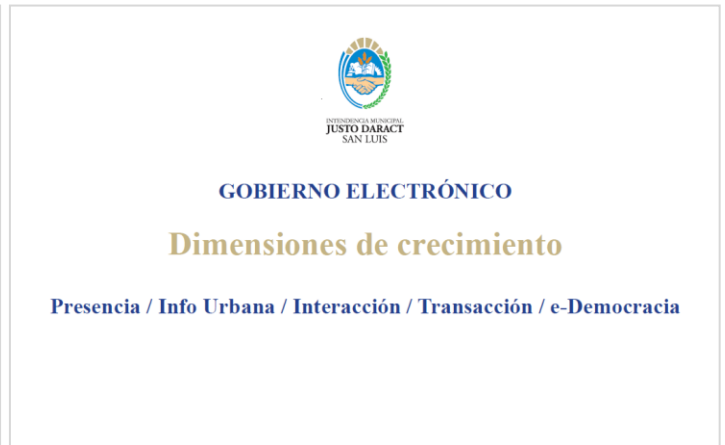 INTENDENCIA MUNICIPAL
JUSTO DARACT
SAN LUIS
GOBIERNO ELECTRÓNICO
Dimensiones de crecimiento
Presencia / Info Urbana / Interacción / Transacción / e-Democracia